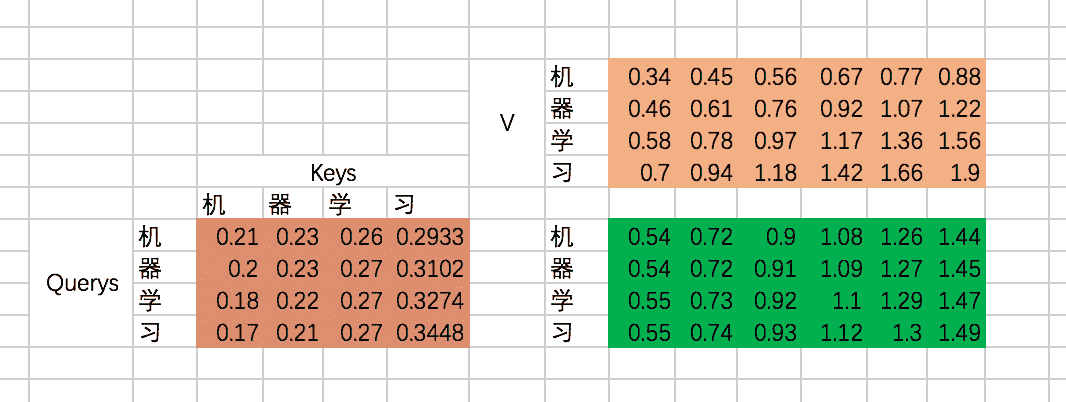 机 0.34 0.45 0.56 0.67 0.77 0.88
器 0.46 0.61 0.76 0.92 1.07 1.22
V
学 0.58 0.78 0.97 1.17 1.36 1.56
习 0.7 0.94 1.18 1.42 1.66 1.9
Keys
机 器 学 习
机 0.21 0.23 0.26 0.2933 机 0.54 0.72 0.9 1.08 1.26 1.44
器 0.2 0.23 0.27 0.3102 器 0.54 0.72 0.91 1.09 1.27 1.45
Querys
学 0.18 0.22 0.27 0.3274 学 0.55 0.73 0.92 1.1 1.29 1.47
习 0.17 0.21 0.27 0.3448 习 0.55 0.74 0.93 1.12 1.3 1.49